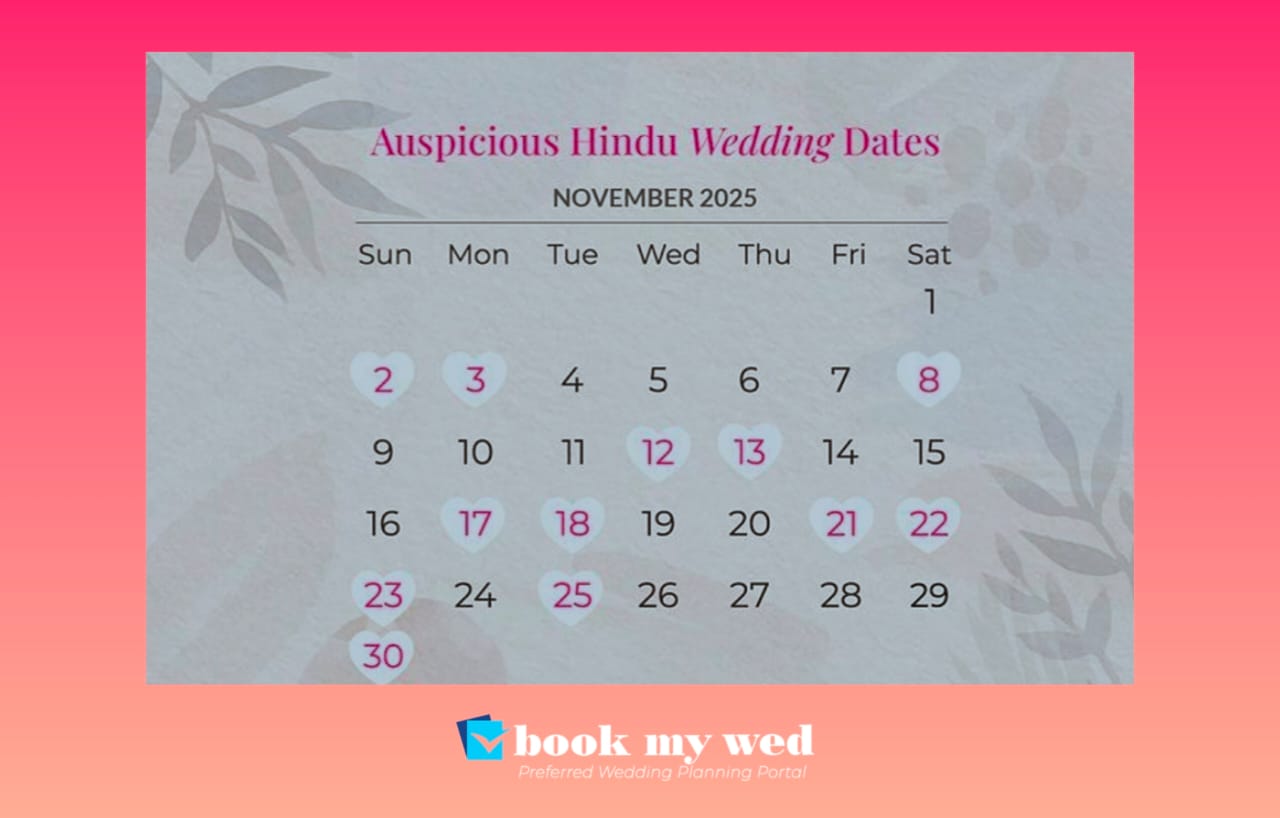 Auspicious Hindu Wedding Dates
NOVEMBER 2025
Sun Mon Tue Wed Thu Fri Sat
1
2 3 4 5 6 7 8
9 10 11 12 13 14 15
16 17 18 19 20 21 22
23 24 25 26 27 28 29
30
book my wed
Preferred Wedding Planning Portal